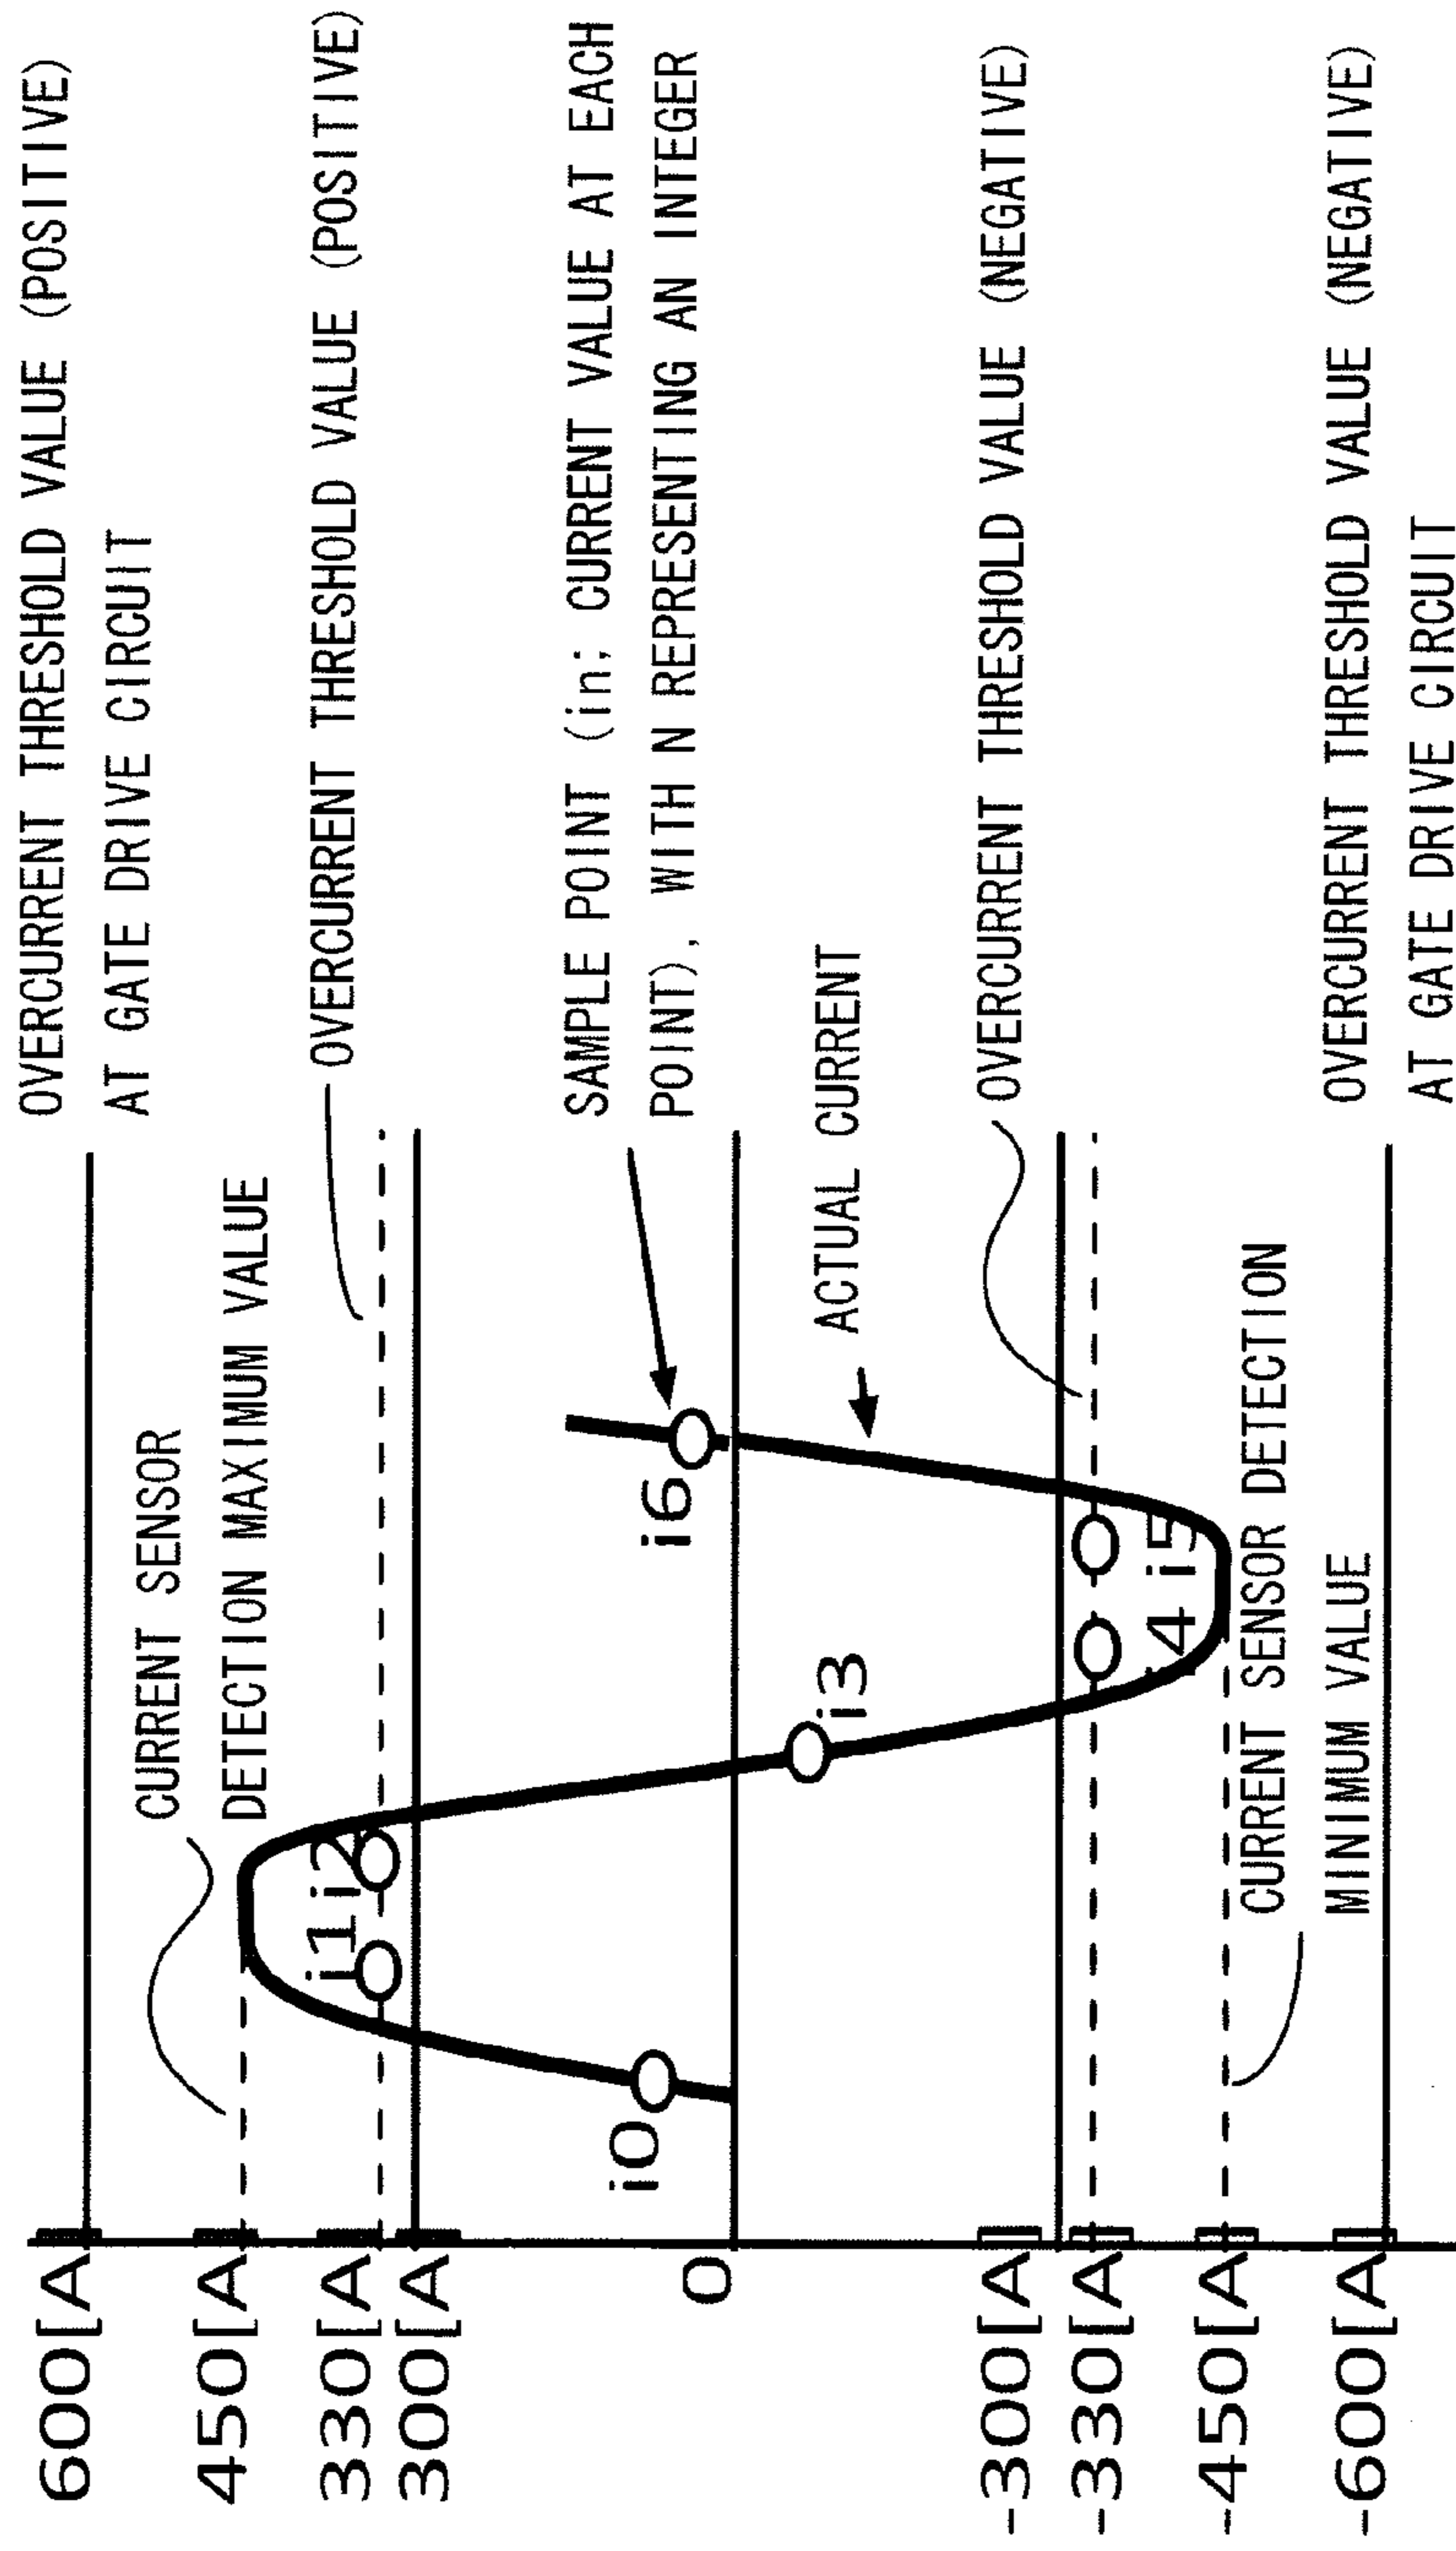 600[A]
450[A]
330[A]
300[A]
0
-300[A]
-330[A]
-450[A]
-600[A]
OVERCURRENT THRESHOLD VALUE (POSITIVE)
AT GATE DRIVE CIRCUIT
CURRENT SENSOR
DETECTION MAXIMUM VALUE
OVERCURRENT THRESHOLD VALUE (POSITIVE)
SAMPLE POINT (in; CURRENT VALUE AT EACH
POINT), WITH N REPRESENTING AN INTEGER
ACTUAL CURRENT
OVERCURRENT THRESHOLD VALUE (NEGATIVE)
CURRENT SENSOR DETECTION
MINIMUM VALUE
OVERCURRENT THRESHOLD VALUE (NEGATIVE)
AT GATE DRIVE CIRCUIT
i0
i1
i2
i3
i4
i5
i6